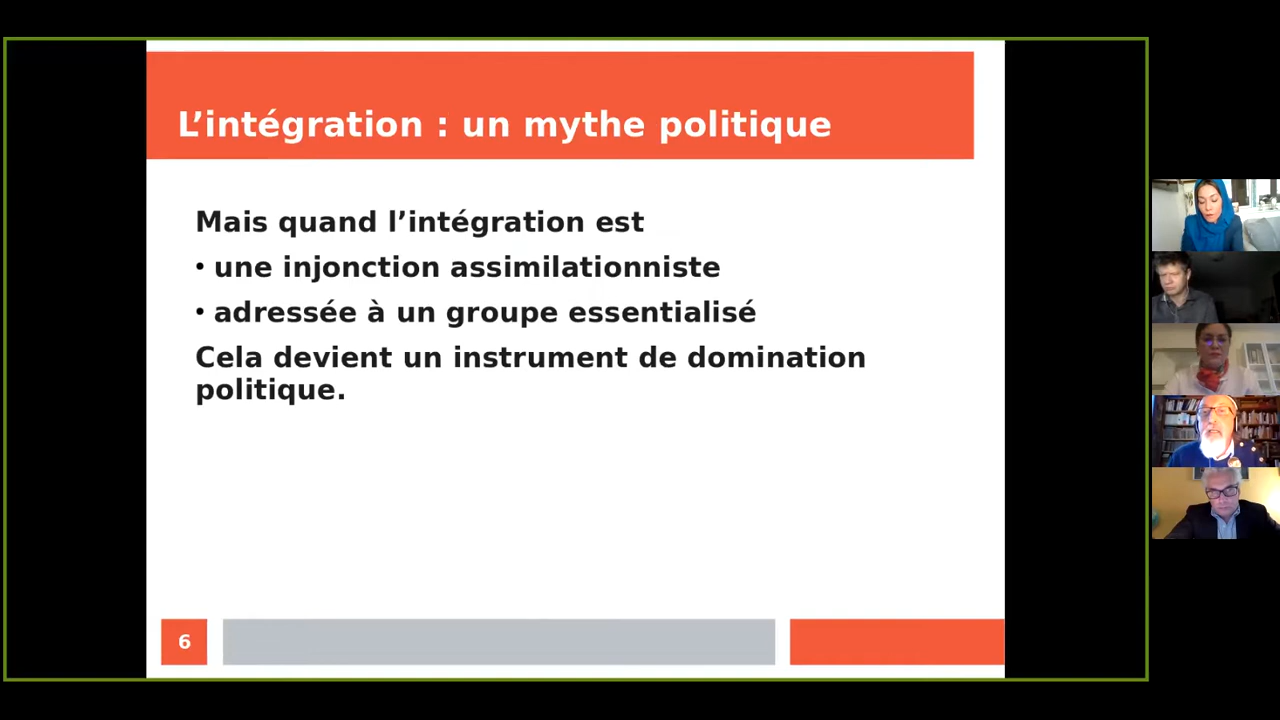 L’intégration : un mythe politique
Mais quand l’intégration est
• une injonction assimilationniste
• adressée à un groupe essentialisé
Cela devient un instrument de domination
politique.
6